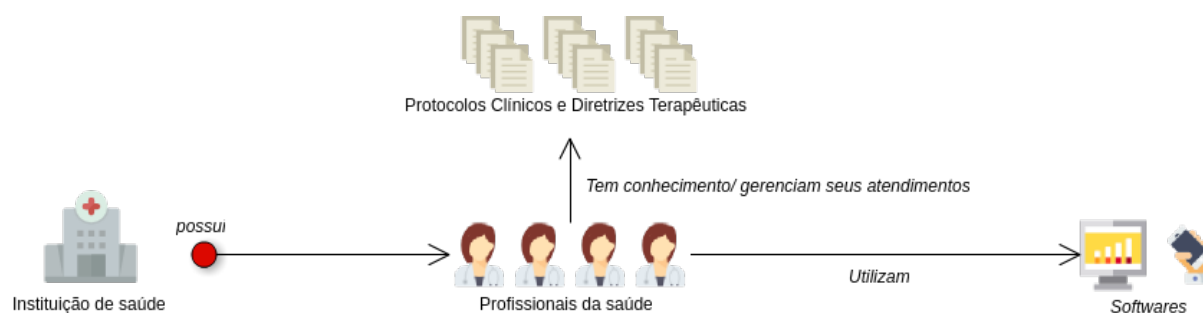 Protocolos Clínicos e Diretrizes Terapêuticas
Tem conhecimento/ gerenciam seus atendimentos
possui
Utilizam
Instituição de saúde
Profissionais da saúde
Softwares